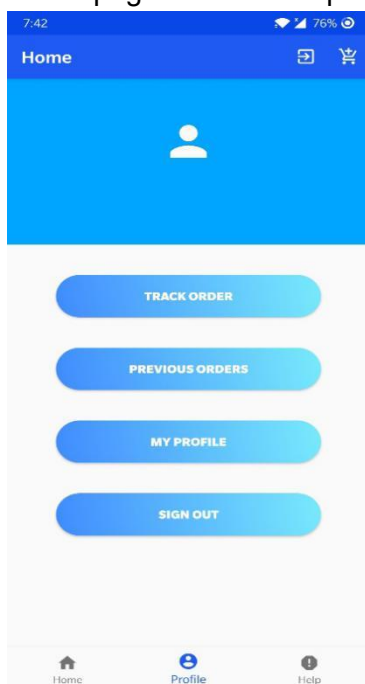 7:42 76%
Home
TRACK ORDER
PREVIOUS ORDERS
MY PROFILE
SIGN OUT
Home Profile Help